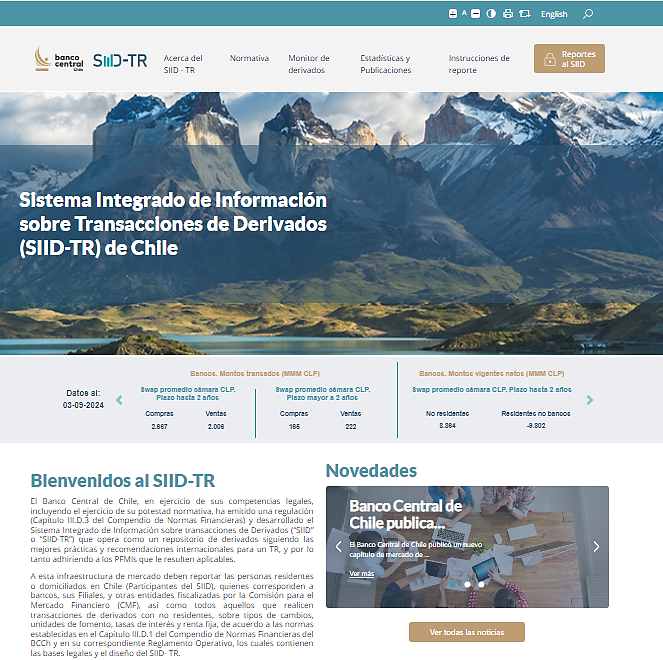 A
English
banco
central
Chile
SIID-TR
Acerca del
SIID - TR
Normativa
Monitor de
derivados
Estadísticas y
Publicaciones
Instrucciones de
reporte
Reportes
al SIID
Sistema Integrado de Información
sobre Transacciones de Derivados
(SIID-TR) de Chile
Datos al:
03-09-2024
Bancos. Montos transados (MMM CLP)
Swap promedio cámara CLP.
Plazo hasta 2 años
Compras Ventas
2.667 2.006
Swap promedio cámara CLP.
Plazo mayor a 2 años
Compras Ventas
165 222
Bancos. Montos vigentes netos (MMM CLP)
Swap promedio cámara CLP. Plazo hasta 2 años
No residentes Residentes no bancos
-9.302
Bienvenidos al SIID-TR
El Banco Central de Chile, en ejercicio de sus competencias legales,
incluyendo el ejercicio de su potestad normativa, ha emitido una regulación
(Capítulo III.D.3 del Compendio de Normas Financieras) y desarrollado el
Sistema Integrado de Información sobre transacciones de Derivados (“SIID”
o “SIID-TR”) que opera como un repositorio de derivados siguiendo las
mejores prácticas y recomendaciones internacionales para un TR, y por lo
tanto adhiriendo a los PFMIs que le resulten aplicables.
A esta infraestructura de mercado deben reportar las personas residentes
o domiciliados en Chile (Participantes del SIID), quienes corresponden a
bancos, sus Filiales, y otras entidades fiscalizadas por la Comisión para el
Mercado Financiero (CMF), así como todos aquellos que realicen
transacciones de derivados con no residentes, sobre tipos de cambios,
unidades de fomento, tasas de interés y renta fija, de acuerdo a las normas
establecidas en el Capítulo III.D.1 del Compendio de Normas Financieras del
BCCh y en su correspondiente Reglamento Operativo, los cuales contienen
las bases legales y el diseño del SIID- TR.
Novedades
Banco Central de
Chile publica...
El Banco Central de Chile publicó un nuevo
capítulo de mercado de ...
Ver más
Ver todas las noticias